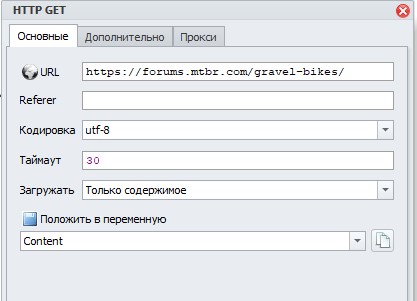 HTTP GET
Основные Дополнительно Прокси
URL https://forums.mtbr.com/gravel-bikes/
Referer
Кодировка utf-8
Таймаут 30
Загружать Только содержимое
Положить в переменную
Content